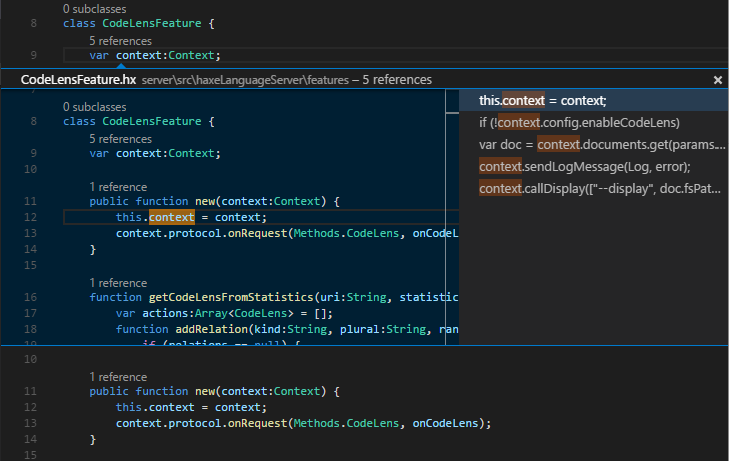 0 subclasses
8 class CodeLensFeature {
5 references
9 var context:Context;
CodeLensFeature.hx server\src\haxeLanguageServer\features – 5 references
0 subclasses
8 class CodeLensFeature {
5 references
9 var context:Context;
10
1 reference
11 public function new(context:Context) {
12 this.context = context;
13 context.protocol.onRequest(Methods.CodeLens, onCodeL
14 }
15
1 reference
16 function getCodeLensFromStatistics(uri:String, statistic
17 var actions:Array<CodeLens> = [];
18 function addRelation(kind:String, plural:String, ran
19 if (relations == null) {
this.context = context;
if (!context.config.enableCodeLens)
var doc = context.documents.get(params....
context.sendLogMessage(Log, error);
context.callDisplay(["--display", doc.fsPat...
10
1 reference
11 public function new(context:Context) {
12 this.context = context;
13 context.protocol.onRequest(Methods.CodeLens, onCodeLens);
14 }
15